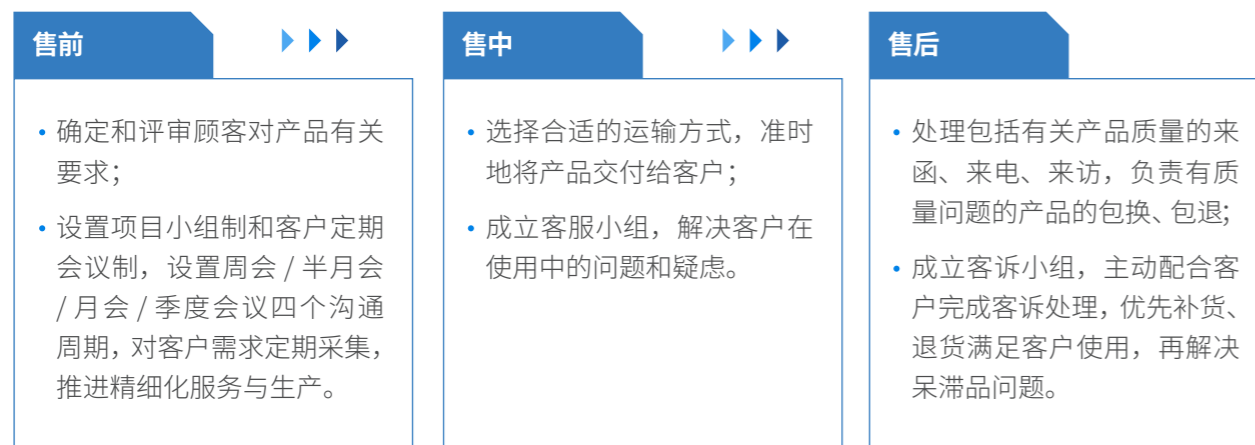 售前
确定和评审顾客对产品有关
要求；
设置项目小组制和客户定期
会议制，设置周会 / 半月会
/ 月会 / 季度会议四个沟通
周期，对客户需求定期采集，
推进精细化服务与生产。
售中
选择合适的运输方式，准时
地将产品交付给客户；
成立客服小组，解决客户在
使用中的问题和疑虑。
售后
处理包括有关产品质量的来
函、来电、来访，负责有质
量问题的产品的包换、包退;
成立客诉小组，主动配合客
户完成客诉处理，优先补货、
退货满足客户使用，再解决
呆滞品问题。